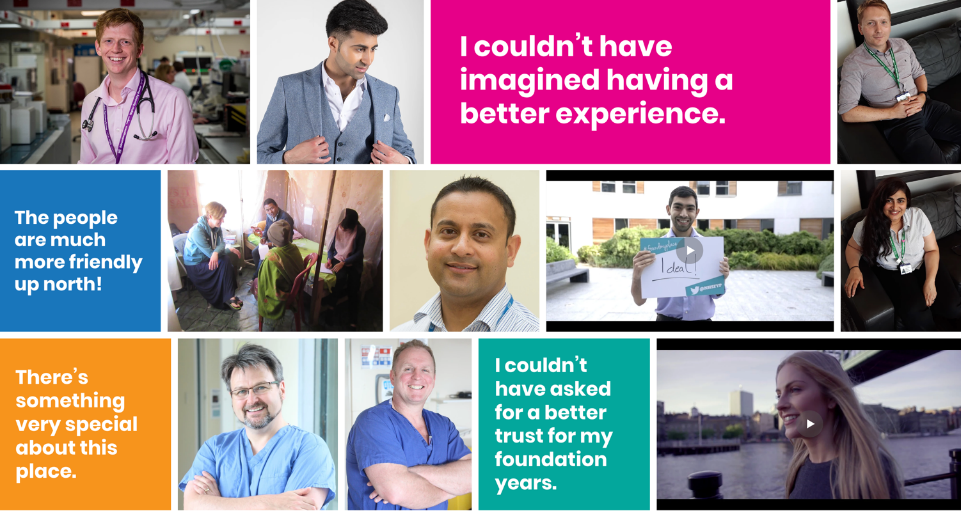 I couldn't have
imagined having a
better experience.
The people
are much
more friendly
up north!
I deal!
There's
something
very special
about this
place.
I couldn't
have asked
for a better
trust for my
foundation
years.